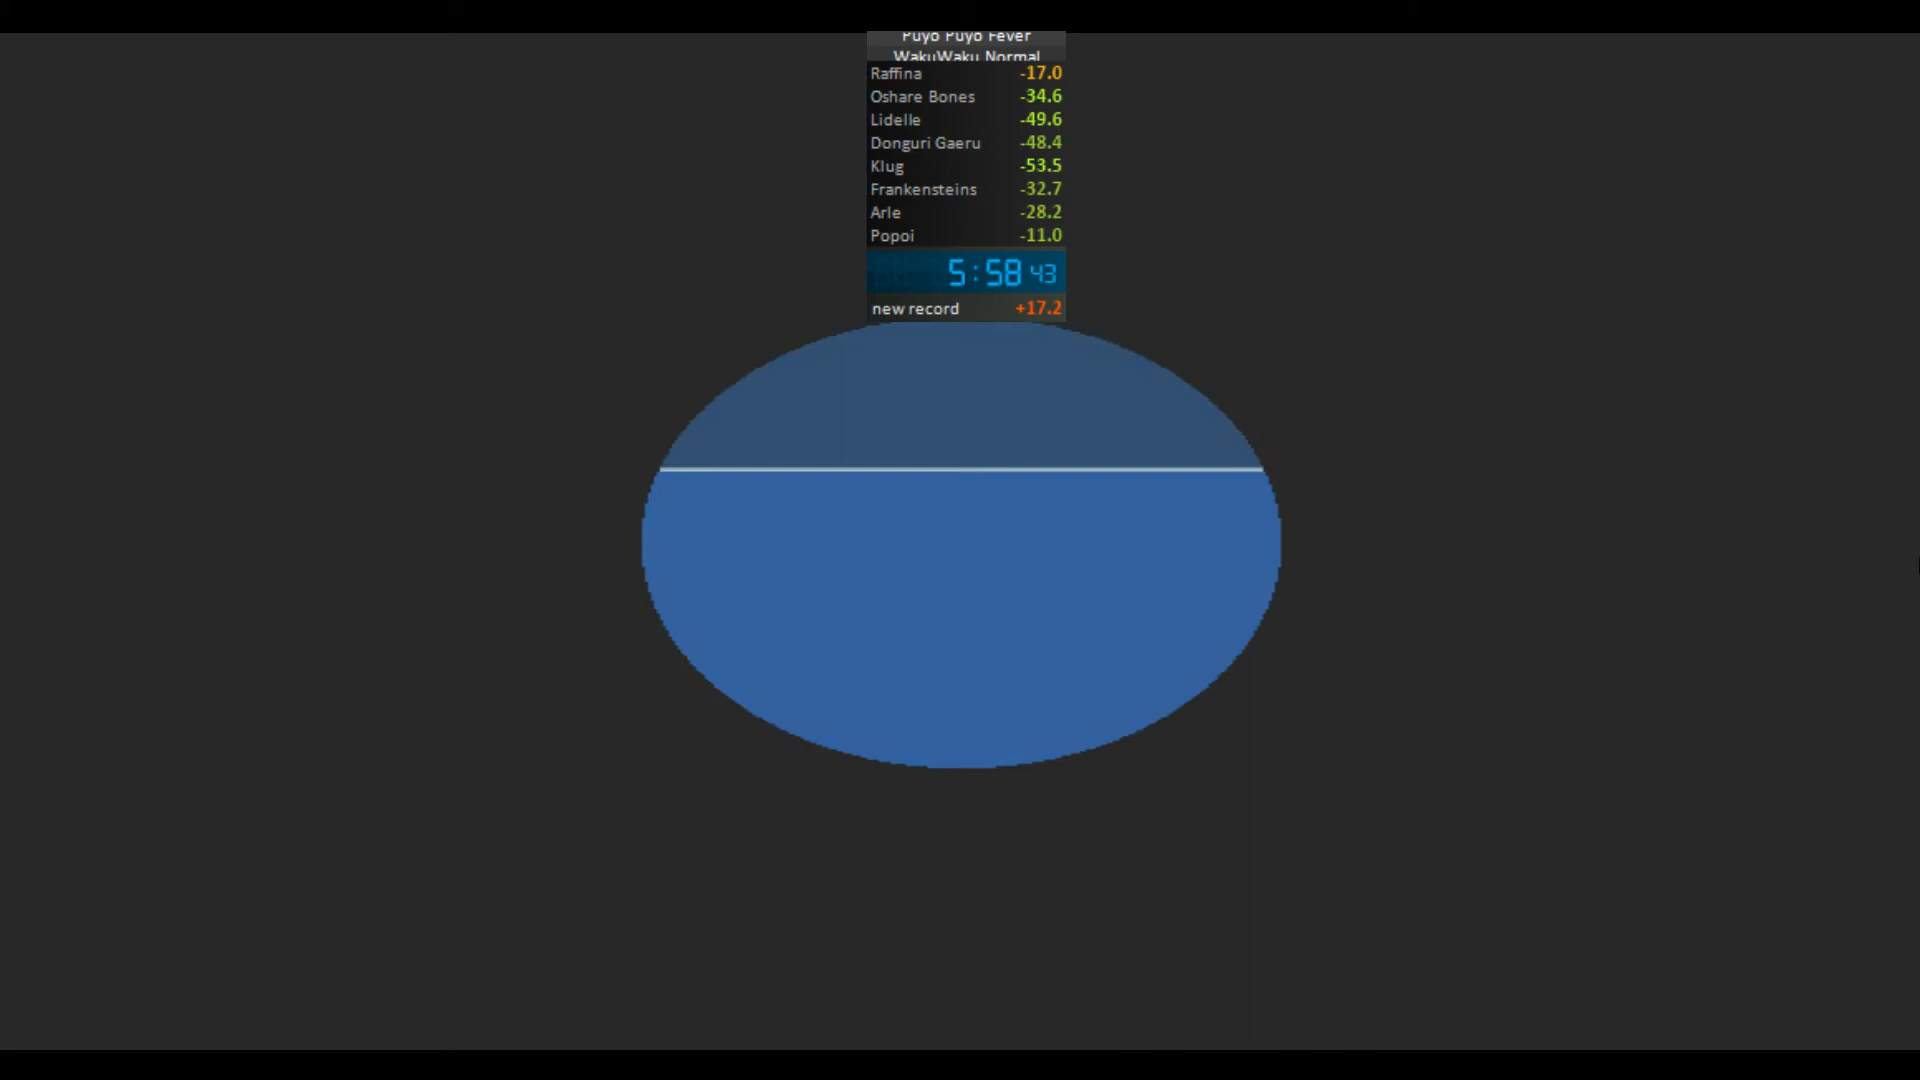 Puyo Puyo Fever
WakuWaku Normal
Raffina -17.0
Oshare Bones -34.6
Lidelle -49.6
Donguri Gaeru -48.4
Klug -53.5
Frankensteins -32.7
Arle -28.2
Popoi -11.0
5:58 43
new record +17.2